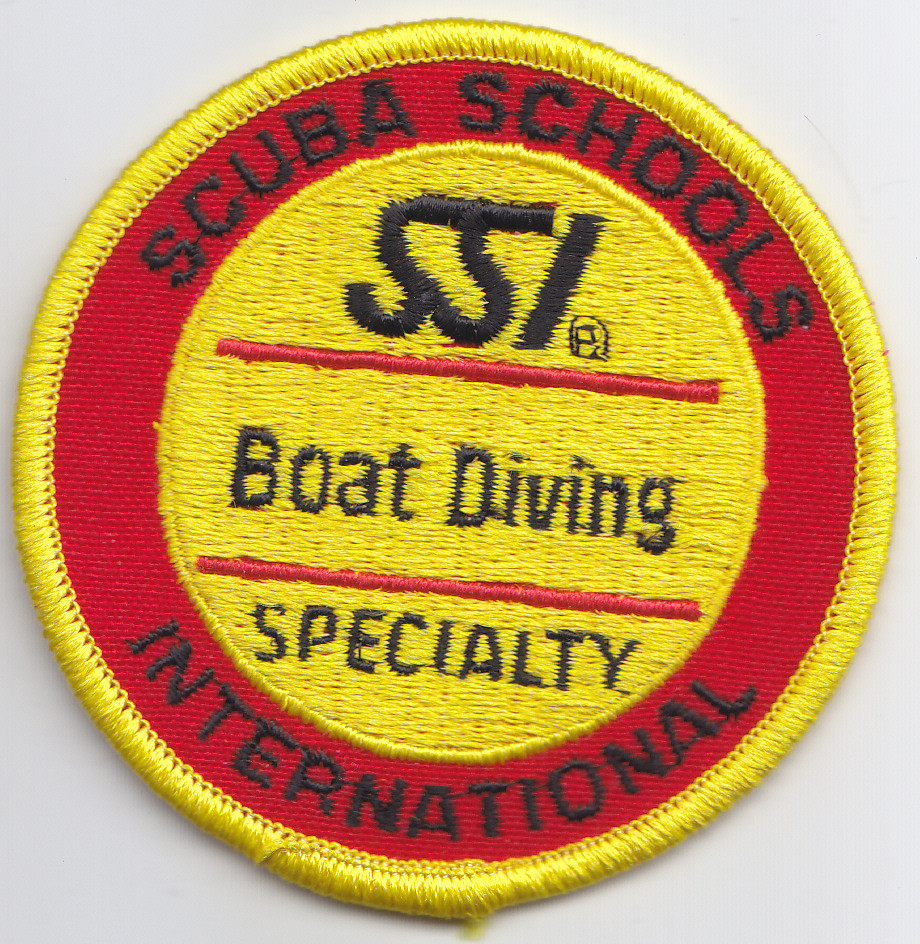 SCUBA SCHOOLS
SSI®
Boat Diving
SPECIALTY
INTERNATIONAL